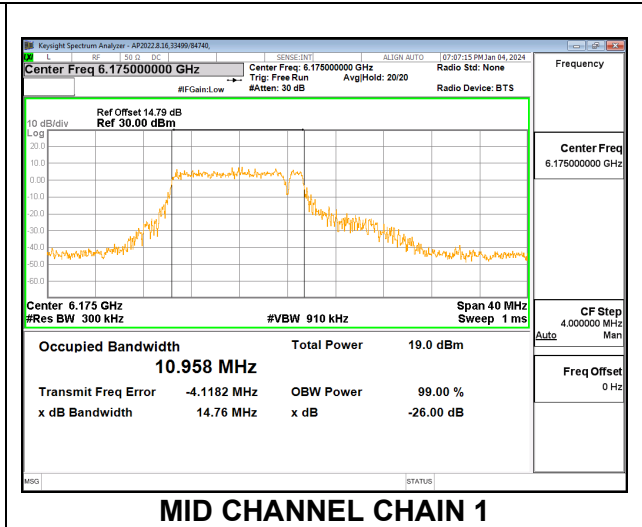 Keysight Spectrum Analyzer - AP2022.8.16,33499/84740,
LXI L RF 50 Ω DC SENSE:INT ALIGN AUTO 07:07:15 PM Jan 04, 2024
Center Freq 6.175000000 GHz Center Freq: 6.175000000 GHz Radio Std: None
Trig: Free Run Avg|Hold: 20/20
#IFGain:Low #Atten: 30 dB Radio Device: BTS
Frequency
Ref Offset 14.79 dB
10 dB/div Ref 30.00 dBm
Log
20.0
10.0
0.00
-10.0
-20.0
-30.0
-40.0
-50.0
-60.0
Center Freq
6.175000000 GHz
Center 6.175 GHz Span 40 MHz
#Res BW 300 kHz #VBW 910 kHz Sweep 1 ms
CF Step
4.000000 MHz
Auto Man
Occupied Bandwidth Total Power 19.0 dBm
10.958 MHz
Transmit Freq Error -4.1182 MHz OBW Power 99.00 %
x dB Bandwidth 14.76 MHz x dB -26.00 dB
Freq Offset
0 Hz
MSG STATUS
MID CHANNEL CHAIN 1